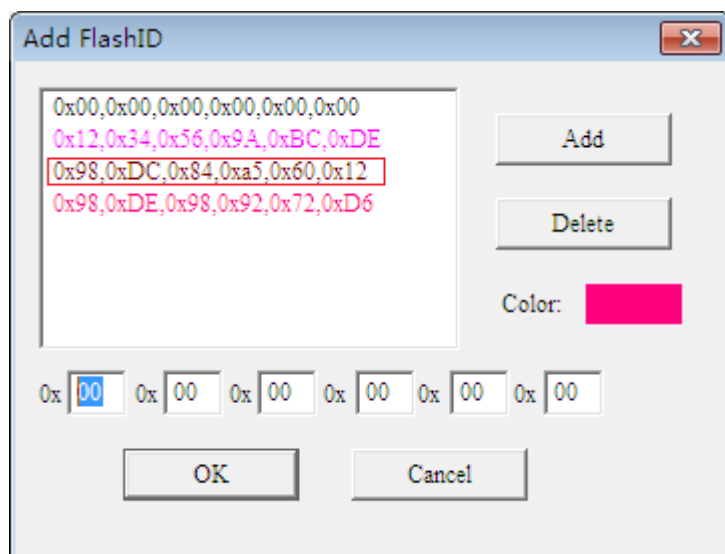 Add FlashID
0x00,0x00,0x00,0x00,0x00,0x00
0x12,0x34,0x56,0x9A,0xBC,0xDE
0x98,0xDC,0x84,0xa5,0x60,0x12
0x98,0xDE,0x98,0x92,0x72,0xD6
Add
Delete
Color:
0x 00 0x 00 0x 00 0x 00 0x 00 0x 00
OK Cancel